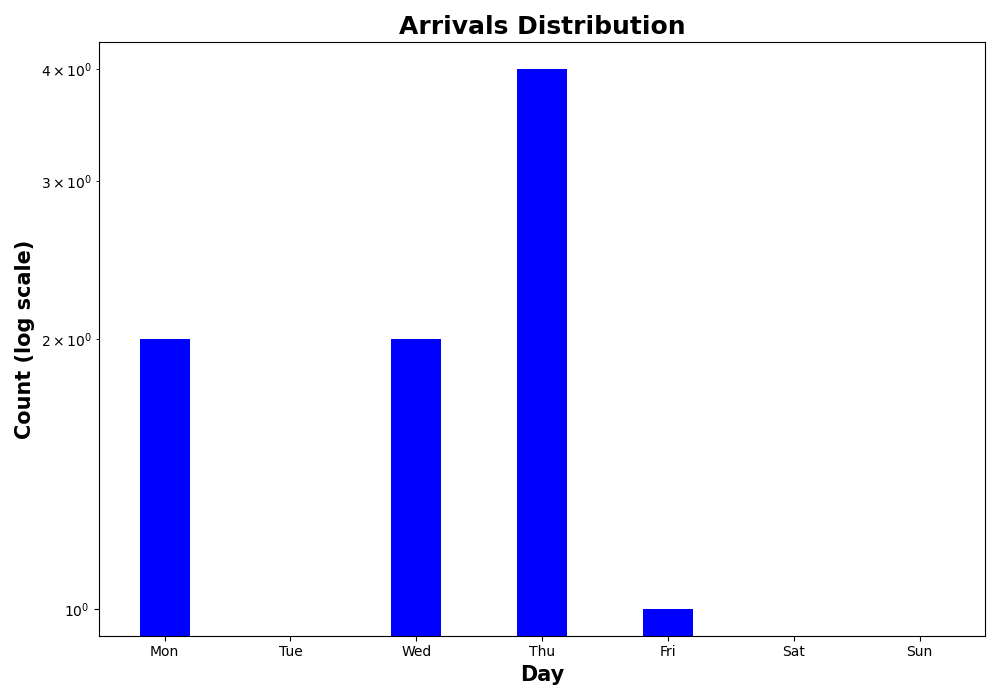 Arrivals Distribution
Count (log scale)
4 × 10⁰
3 × 10⁰
2 × 10⁰
10⁰
Mon Tue Wed Thu Fri Sat Sun
Day